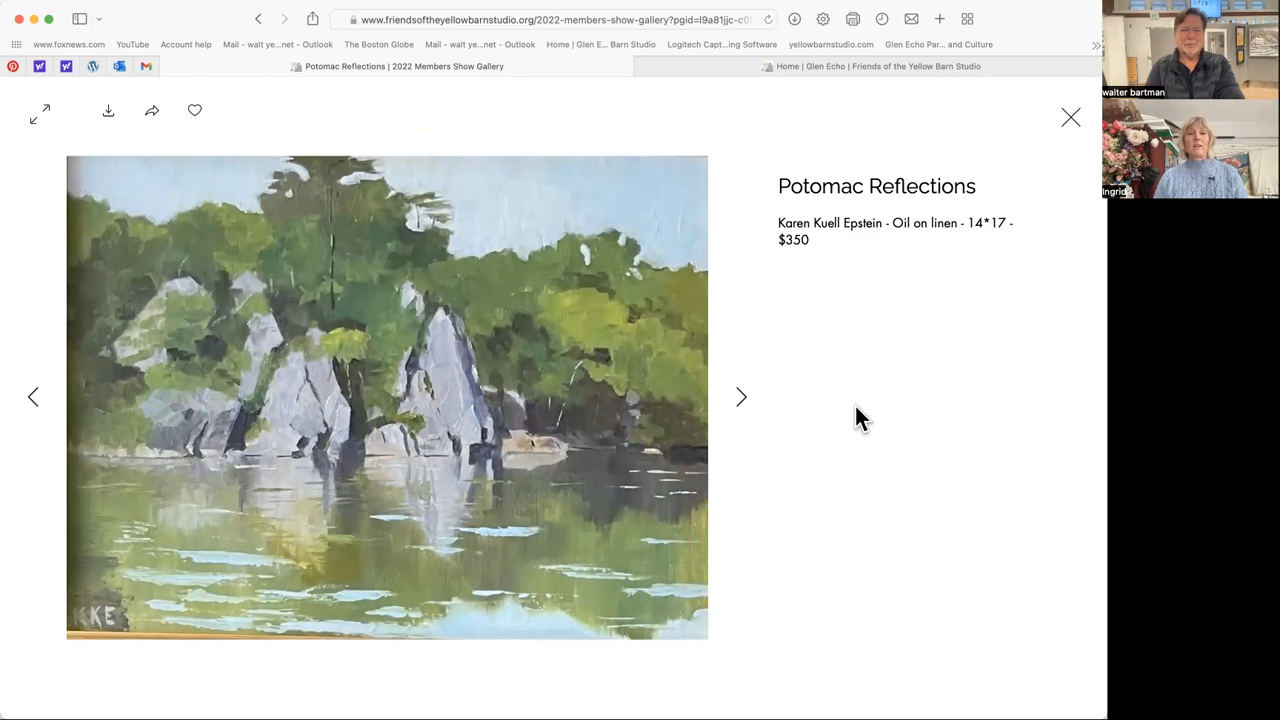 www.friendsoftheyellowbarnstudio.org/2022-members-show-gallery?pgid=l9a81jjc-c0
www.foxnews.com YouTube Account help Mail - walt ye...net - Outlook The Boston Globe Mail - walt ye...net - Outlook Home | Glen E... Barn Studio Logitech Capt...ing Software yellowbarnstudio.com Glen Echo Par... and Culture
Potomac Reflections | 2022 Members Show Gallery
Home | Glen Echo | Friends of the Yellow Barn Studio
walter bartman
Ingrid
Potomac Reflections
Karen Kuell Epstein - Oil on linen - 14*17 -
$350
KKE